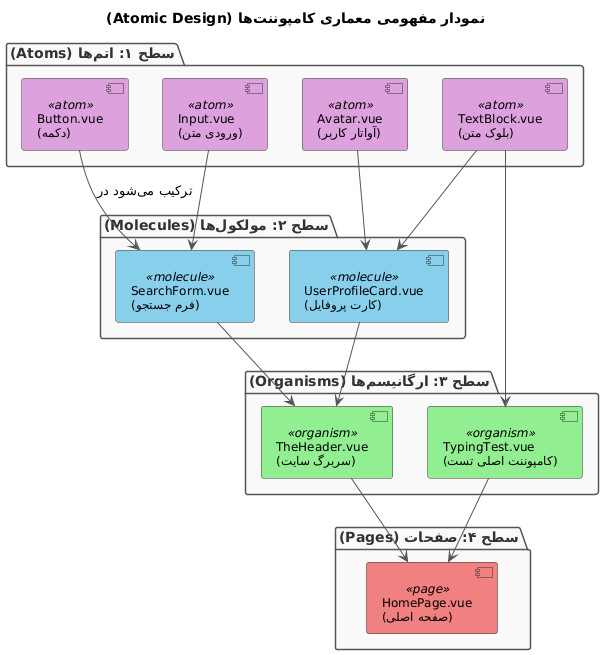 نمودار مفهومی معماری کامپوننت‌ها (Atomic Design)
سطح ۱: اتم‌ها (Atoms)
«atom»
Button.vue
(دکمه)
«atom»
Input.vue
(ورودی متن)
«atom»
Avatar.vue
(آواتار کاربر)
«atom»
TextBlock.vue
(بلوک متن)
ترکیب می‌شود در
سطح ۲: مولکول‌ها (Molecules)
«molecule»
SearchForm.vue
(فرم جستجو)
«molecule»
UserProfileCard.vue
(کارت پروفایل)
سطح ۳: ارگانیسم‌ها (Organisms)
«organism»
TheHeader.vue
(سربرگ سایت)
«organism»
TypingTest.vue
(کامپوننت اصلی تست)
سطح ۴: صفحات (Pages)
«page»
HomePage.vue
(صفحه اصلی)